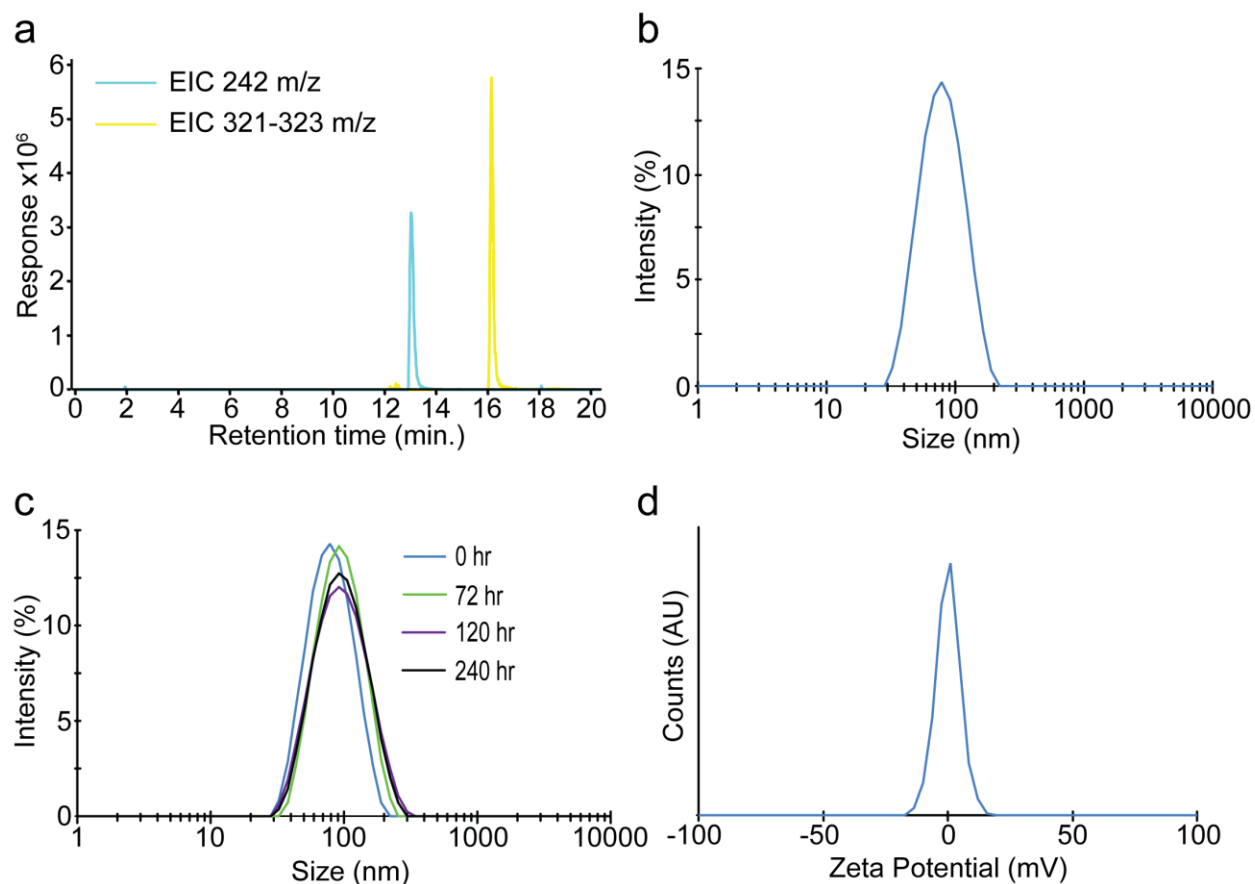 a
6
5
4
3
2
1
0
Response x10⁶
EIC 242 m/z
EIC 321-323 m/z
0 2 4 6 8 10 12 14 16 18 20
Retention time (min.)
b
15
10
5
0
Intensity (%)
1 10 100 1000 10000
Size (nm)
c
15
10
5
0
Intensity (%)
0 hr
72 hr
120 hr
240 hr
1 10 100 1000 10000
Size (nm)
d
Counts (AU)
-100 -50 0 50 100
Zeta Potential (mV)